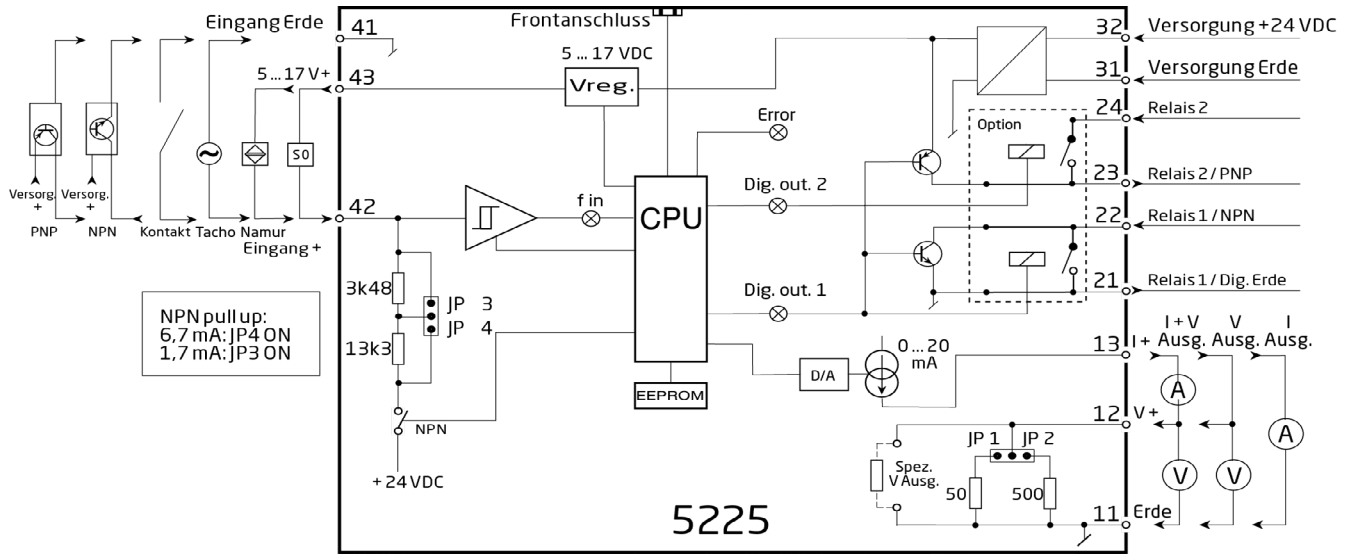 Frontanschluss
Eingang Erde
41
5 ... 17 VDC
32
Versorgung +24 VDC
5 ... 17 V+
43
Vreg.
31
Versorgung Erde
24
Relais 2
Error
Option
S0
23
Relais 2 / PNP
Versorg.
+
Versorg.
+
Dig. out. 2
f in
CPU
42
22
Relais 1 / NPN
PNP
NPN
Kontakt
Tacho
Namur
Eingang +
3k48
JP 3
JP 4
Dig. out. 1
21
Relais 1 / Dig. Erde
NPN pull up:
6,7 mA: JP4 ON
1,7 mA: JP3 ON
13k3
I + V
Ausg.
V
Ausg.
I
Ausg.
13
I +
0 ... 20
mA
D/A
A
EEPROM
NPN
12
V +
JP 1
JP 2
A
+ 24 VDC
Spez.
V Ausg.
V
V
50
500
5225
11
Erde